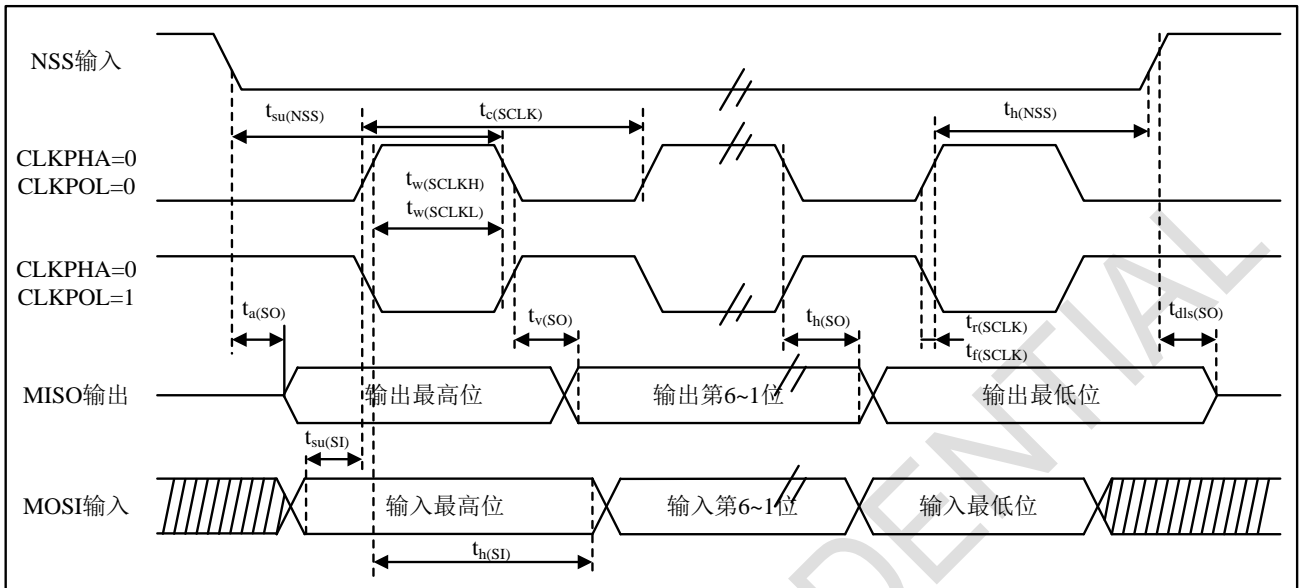 NSS输入
tsu(NSS)
tc(SCLK)
th(NSS)
CLKPHA=0
CLKPOL=0
tw(SCLKH)
tw(SCLKL)
CLKPHA=0
CLKPOL=1
ta(SO)
tv(SO)
th(SO)
tr(SCLK)
tf(SCLK)
tdls(SO)
MISO输出
输出最高位
输出第6~1位
输出最低位
tsu(SI)
MOSI输入
输入最高位
输入第6~1位
输入最低位
th(SI)
DENTIAL